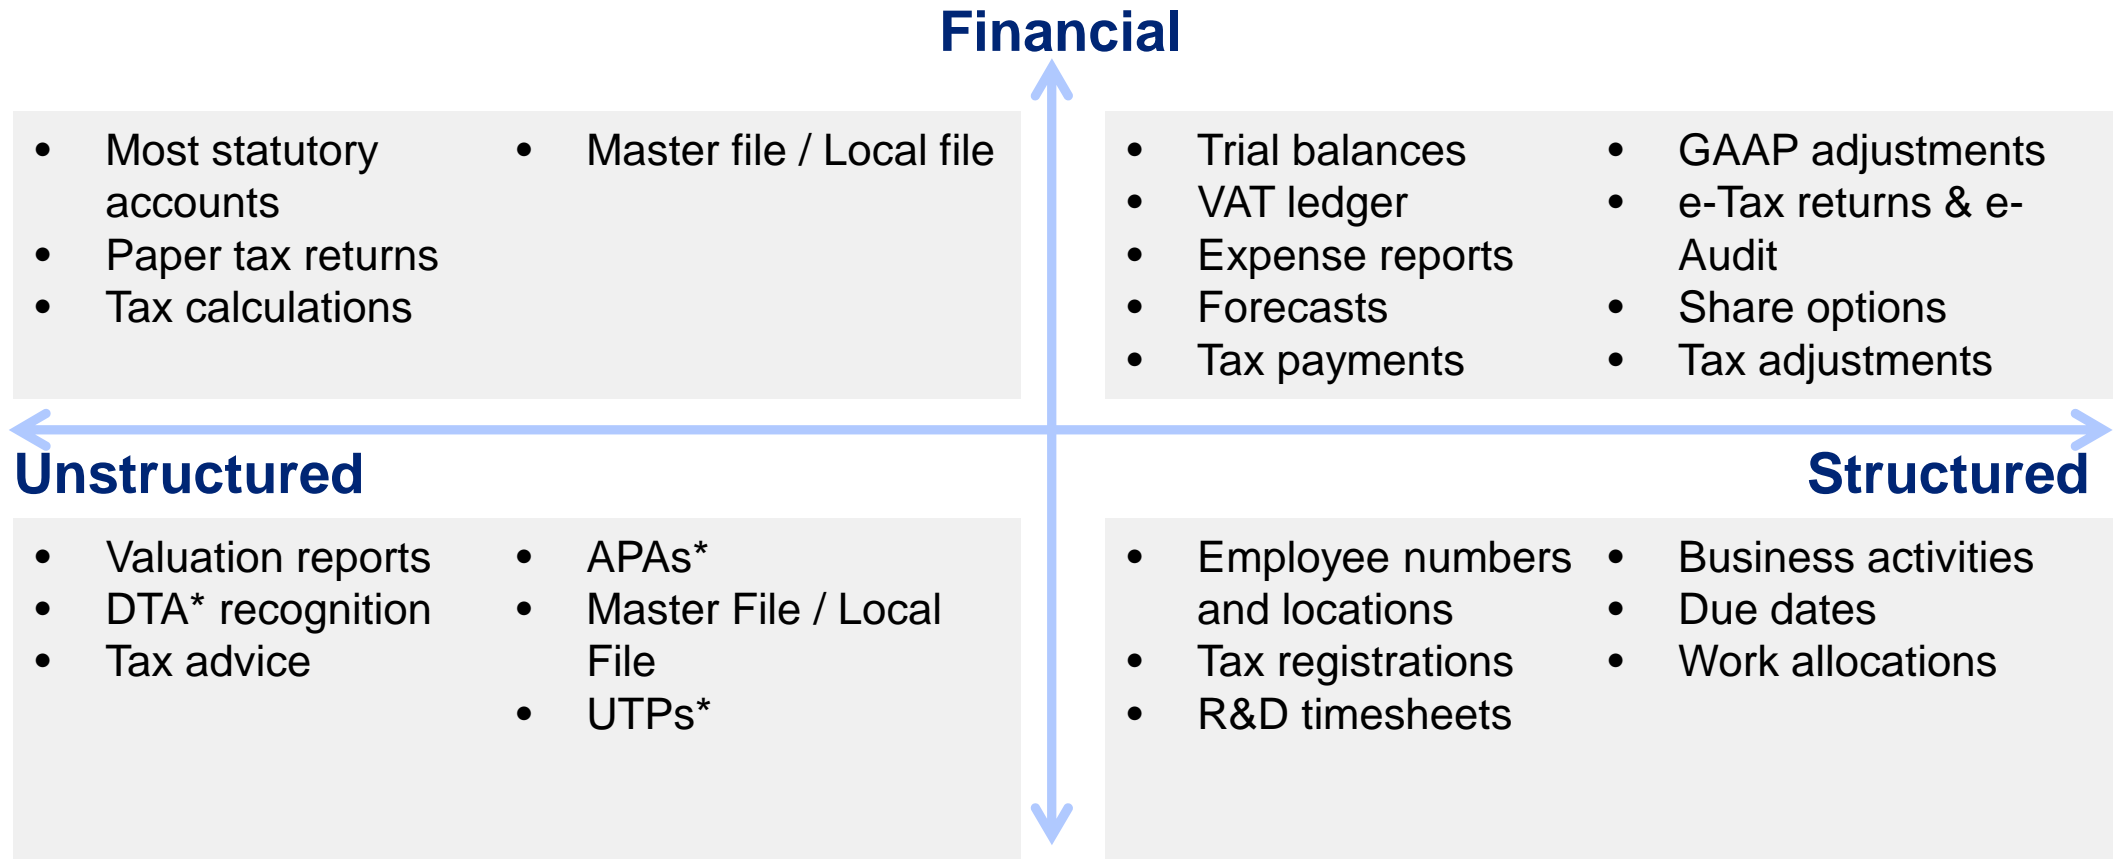 Financial
• Most statutory
accounts
• Paper tax returns
• Tax calculations
• Master file / Local file
• Trial balances
• VAT ledger
• Expense reports
• Forecasts
• Tax payments
• GAAP adjustments
• e-Tax returns & e-
Audit
• Share options
• Tax adjustments
Unstructured
Structured
• Valuation reports
• DTA* recognition
• Tax advice
• APAs*
• Master File / Local
File
• UTPs*
• Employee numbers
and locations
• Tax registrations
• R&D timesheets
• Business activities
• Due dates
• Work allocations